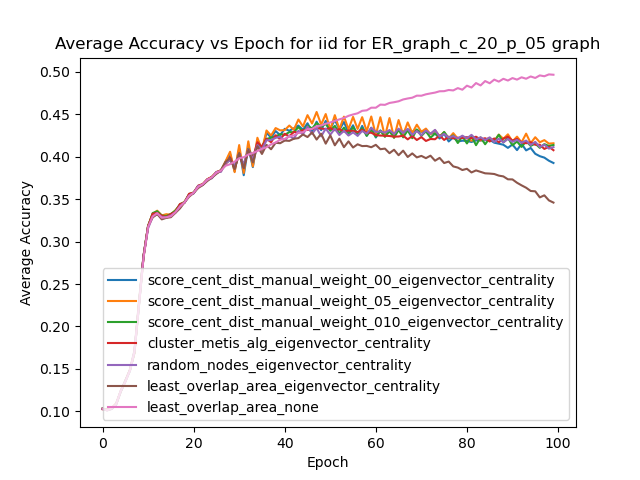 Average Accuracy vs Epoch for iid for ER_graph_c_20_p_05 graph
Average Accuracy
0.50
0.45
0.40
0.35
0.30
0.25
0.20
0.15
0.10
score_cent_dist_manual_weight_00_eigenvector_centrality
score_cent_dist_manual_weight_05_eigenvector_centrality
score_cent_dist_manual_weight_010_eigenvector_centrality
cluster_metis_alg_eigenvector_centrality
random_nodes_eigenvector_centrality
least_overlap_area_eigenvector_centrality
least_overlap_area_none
0 20 40 60 80 100
Epoch